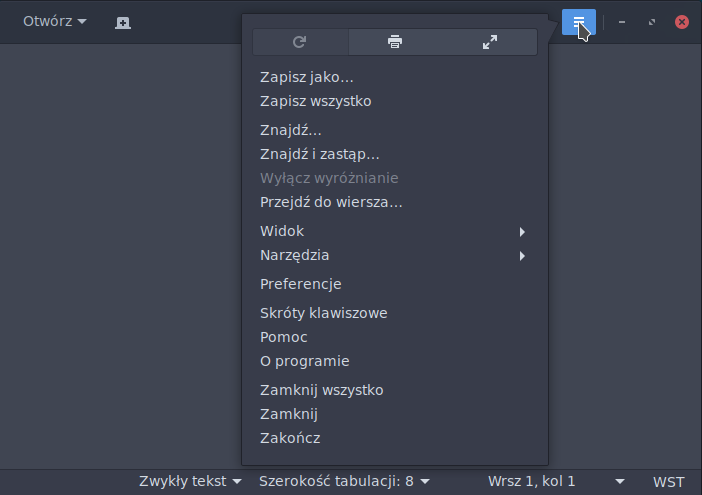 Otwórz
Zapisz jako…
Zapisz wszystko
Znajdź…
Znajdź i zastąp…
Wyłącz wyróżnianie
Przejdź do wiersza…
Widok
Narzędzia
Preferencje
Skróty klawiszowe
Pomoc
O programie
Zamknij wszystko
Zamknij
Zakończ
Zwykły tekst Szerokość tabulacji: 8 Wrsz 1, kol 1 WST